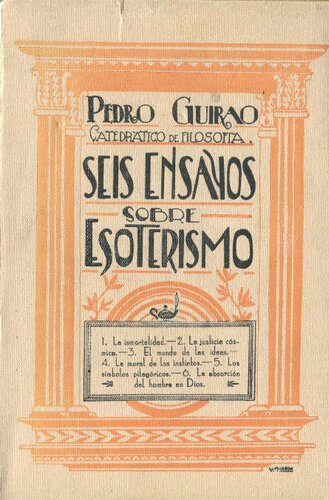 PEDRO GUIRAO
CATEDRÁTICO DE FILOSOFIA.
SEIS ENSAYOS
SOBRE
ESOTERISMO
1. La inmortalidad.—2. La justicia cós-
mica.—3. El mundo de las ideas.—
4. La moral de los instintos.—5. Los
símbolos pitagóricos.—6. La absorción
del hombre en Dios.